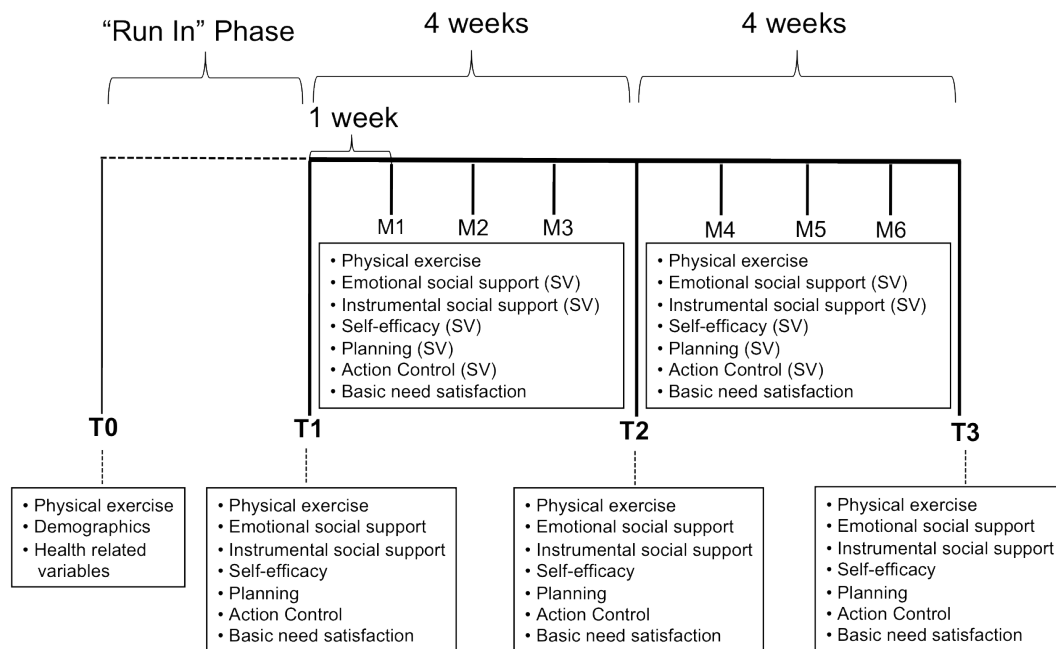 “Run In” Phase
4 weeks
4 weeks
1 week
M1
M2
M3
M4
M5
M6
• Physical exercise
• Emotional social support (SV)
• Instrumental social support (SV)
• Self-efficacy (SV)
• Planning (SV)
• Action Control (SV)
• Basic need satisfaction
• Physical exercise
• Emotional social support (SV)
• Instrumental social support (SV)
• Self-efficacy (SV)
• Planning (SV)
• Action Control (SV)
• Basic need satisfaction
T0
T1
T2
T3
• Physical exercise
• Demographics
• Health related
variables
• Physical exercise
• Emotional social support
• Instrumental social support
• Self-efficacy
• Planning
• Action Control
• Basic need satisfaction
• Physical exercise
• Emotional social support
• Instrumental social support
• Self-efficacy
• Planning
• Action Control
• Basic need satisfaction
• Physical exercise
• Emotional social support
• Instrumental social support
• Self-efficacy
• Planning
• Action Control
• Basic need satisfaction